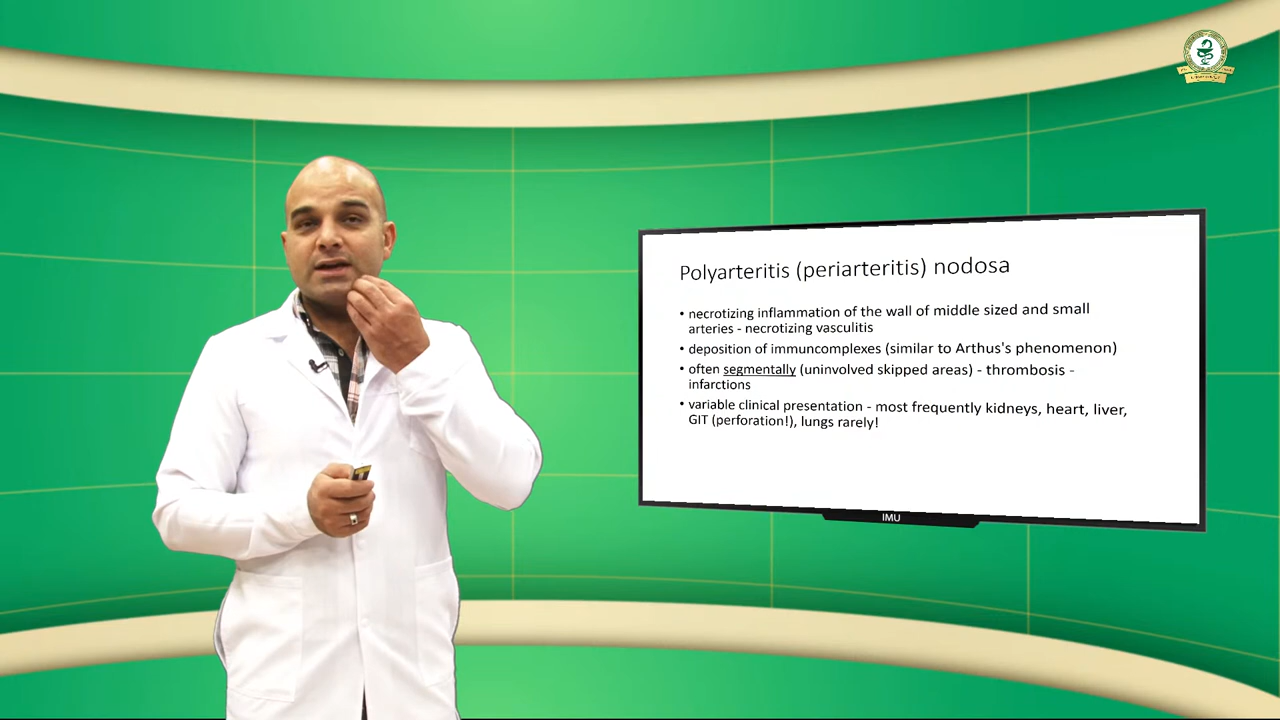 Polyarteritis (periarteritis) nodosa
• necrotizing inflammation of the wall of middle sized and small
arteries - necrotizing vasculitis
• deposition of immuncomplexes (similar to Arthus's phenomenon)
• often segmentally (uninvolved skipped areas) - thrombosis -
infarctions
• variable clinical presentation - most frequently kidneys, heart, liver,
GIT (perforation!), lungs rarely!
IMU